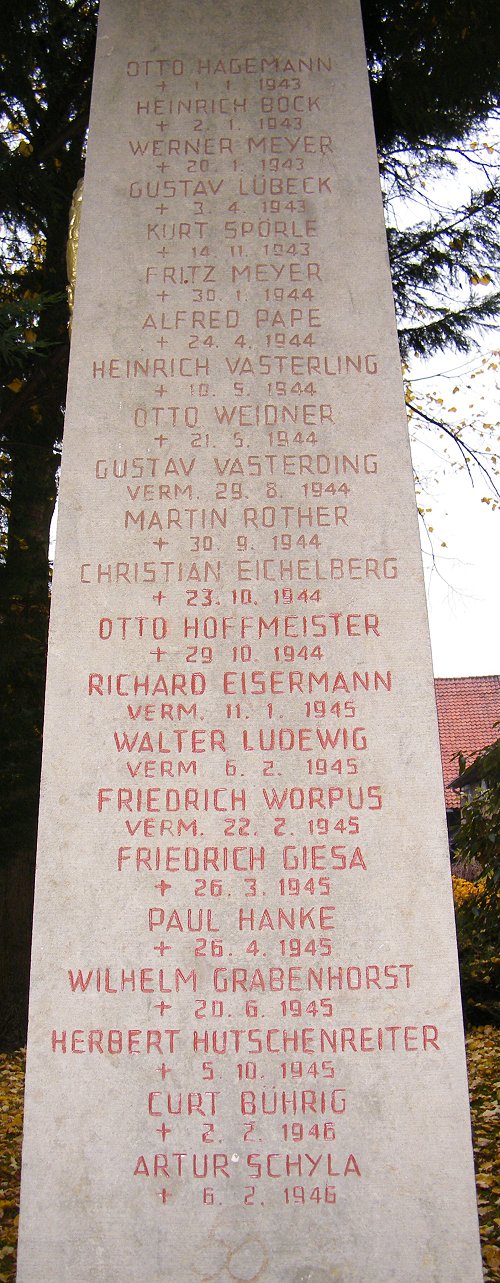 OTTO HAGEMANN
+ 1. 1. 1943
HEINRICH BOCK
+ 2. 1. 1943
WERNER MEYER
+ 20. 1. 1943
GUSTAV LÜBECK
+ 3. 4. 1943
KURT SPÖRLE
+ 14. 11. 1943
FRITZ MEYER
+ 30. 1. 1944
ALFRED PAPE
+ 24. 4. 1944
HEINRICH VASTERLING
+ 10. 5. 1944
OTTO WEIDNER
+ 21. 5. 1944
GUSTAV VASTERDING
VERM. 29. 8. 1944
MARTIN ROTHER
+ 30. 9. 1944
CHRISTIAN EICHELBERG
+ 23. 10. 1944
OTTO HOFFMEISTER
+ 29. 10. 1944
RICHARD EISERMANN
VERM. 11. 1. 1945
WALTER LUDEWIG
VERM. 6. 2. 1945
FRIEDRICH WORPUS
VERM. 22. 2. 1945
FRIEDRICH GIESA
+ 26. 3. 1945
PAUL HANKE
+ 26. 4. 1945
WILHELM GRABENHORST
+ 20. 6. 1945
HERBERT HUTSCHENREITER
+ 5. 10. 1945
CURT BÜHRIG
+ 2. 2. 1946
ARTUR SCHYLA
+ 6. 2. 1946
30